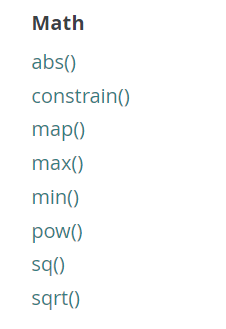 Math
abs()
constrain()
map()
max()
min()
pow()
sq()
sqrt()